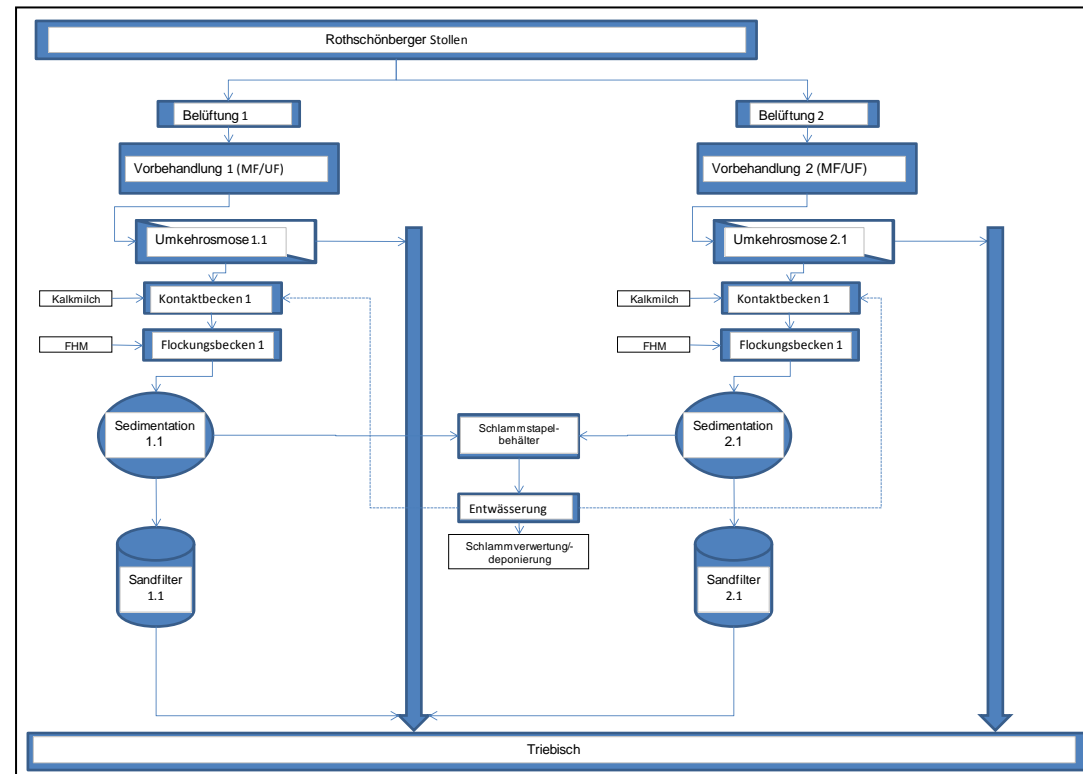 Rothschönberger Stollen
Belüftung 1
Belüftung 2
Vorbehandlung 1 (MF/UF)
Vorbehandlung 2 (MF/UF)
Umkehrosmose 1.1
Umkehrosmose 2.1
Kalkmilch
Kontaktbecken 1
Kalkmilch
Kontaktbecken 1
FHM
Flockungsbecken 1
FHM
Flockungsbecken 1
Sedimentation
1.1
Schlammstapel-
behälter
Sedimentation
2.1
Entwässerung
Schlammverwertung/-
deponierung
Sandfilter
1.1
Sandfilter
2.1
Triebisch